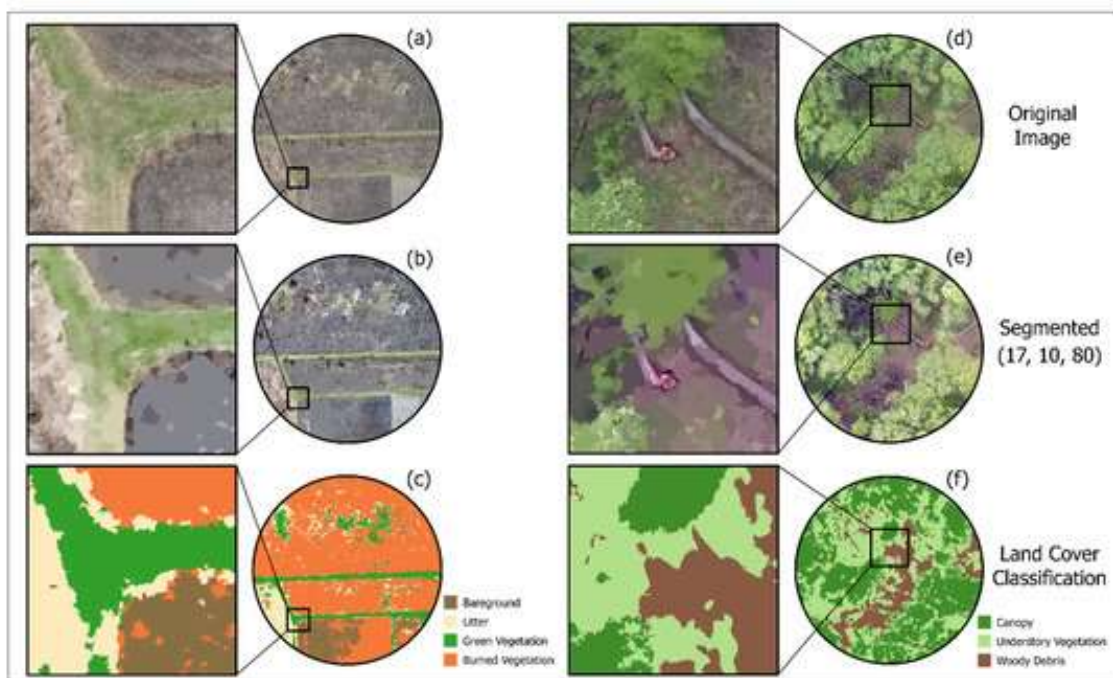 (a)
(d)
Original
Image
(b)
(e)
Segmented
(17, 10, 80)
(c)
(f)
Land Cover
Classification
Bareground
Litter
Green Vegetation
Burned Vegetation
Canopy
Understory Vegetation
Woody Debris